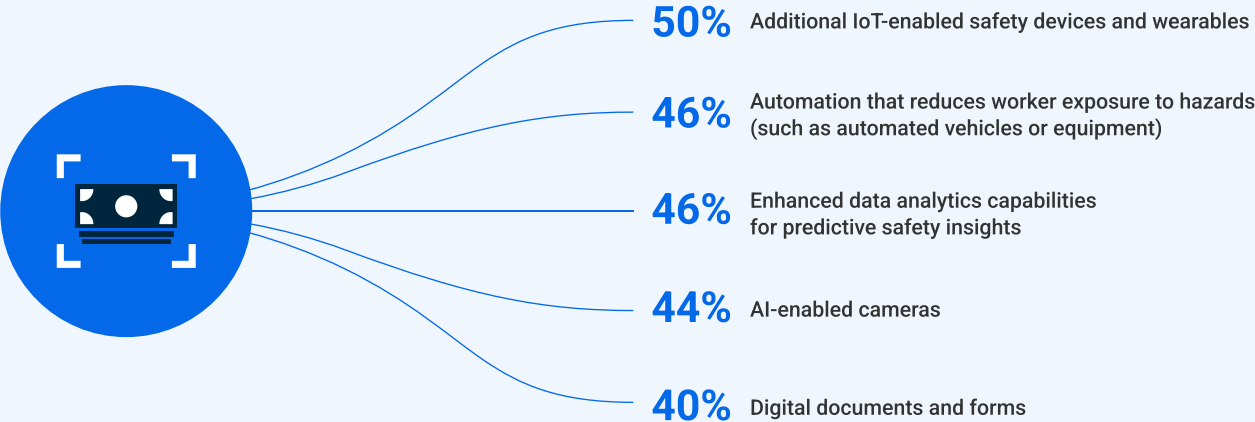 50% Additional IoT-enabled safety devices and wearables
46% Automation that reduces worker exposure to hazards
(such as automated vehicles or equipment)
46% Enhanced data analytics capabilities
for predictive safety insights
44% AI-enabled cameras
40% Digital documents and forms